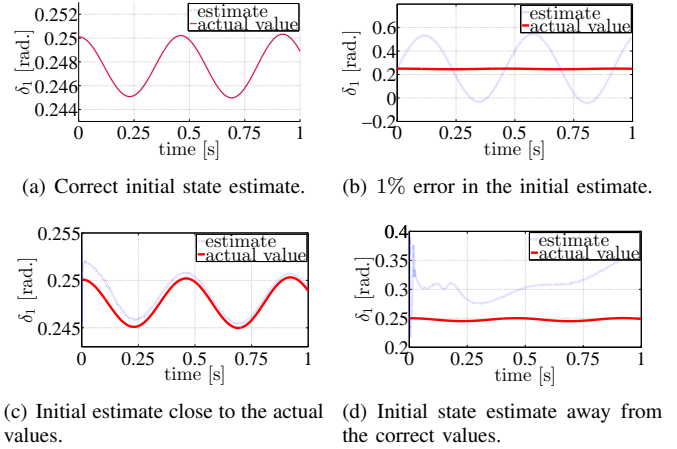 0.252
0.25
0.248
0.246
0.244
δ₁ [rad.]
estimate
actual value
0 0.25 0.5 0.75 1
time [s]
(a) Correct initial state estimate.
0.6
0.4
0.2
0
−0.2
δ₁ [rad.]
estimate
actual value
0 0.25 0.5 0.75 1
time [s]
(b) 1% error in the initial estimate.
0.255
0.25
0.245
δ₁ [rad.]
estimate
actual value
0 0.25 0.5 0.75 1
time [s]
(c) Initial estimate close to the actual
values.
0.4
0.35
0.3
0.25
0.2
δ₁ [rad.]
estimate
actual value
0 0.25 0.5 0.75 1
time [s]
(d) Initial state estimate away from
the correct values.